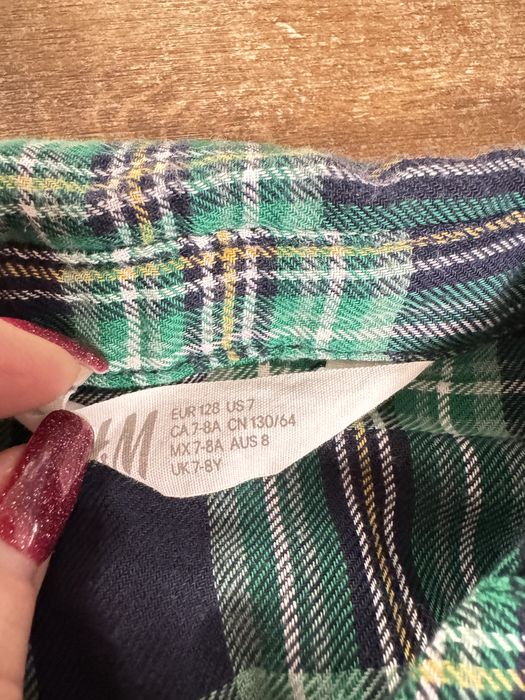 H&M
EUR 128 US 7
CA 7-8A CN 130/64
MX 7-8A AUS 8
UK 7-8Y